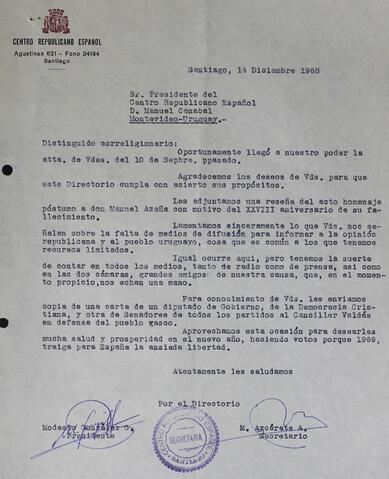 CENTRO REPUBLICANO ESPAÑOL
Agustinas 621 - Fono 34194
Santiago
Santiago, 14 Diciembre 1968
Sr. Presidente del
Centro Republicano Español
D. Manuel Canabal
Montevideo-Uruguay.-
Distinguido correligionario:
Oportunamente llegó a nuestro poder la
atta. de Vdes. del 10 de Sepbre. ppasado.
Agradecemos los deseos de Vds. para que
este Directorio cumpla con acierto sus propósitos.
Les adjuntamos una reseña del acto homenaje
póstumo a don Manuel Azaña con motivo del XXVIII aniversario de su fa-
llecimiento.
Lamentamos sinceramente lo que Vds. nos se-
ñalan sobre la falta de medios de difusión para informar a la opinión
republicana y al pueblo uruguayo, cosa que es común a los que tenemos
recursos limitados.
Igual ocurre aquí, pero tenemos la suerte
de contar en todos los medios, tanto de radio como de prensa, así como
en las dos cámaras, grandes amigos de nuestra causa, que, en el momen-
to propicio, nos echan una mano.
Para conocimiento de Vds. les enviamos
copia de una carta de un diputado de Gobierno, de la Democracia Cris-
tiana, y otra de Senadores de todos los partidos al Canciller Valdés
en defensa del pueblo vasco.
Aprovechamos esta ocasión para desearles
mucha salud y prosperidad en el nuevo año, haciendo votos porque 1969,
traiga para España la ansiada libertad.
Atentamente les saludamos
Por el Directorio
Modesto González G.
Presidente
M. Azcárate A.
Secretario
CENTRO REPUBLICANO ESPAÑOL
SECRETARIA
SANTIAGO